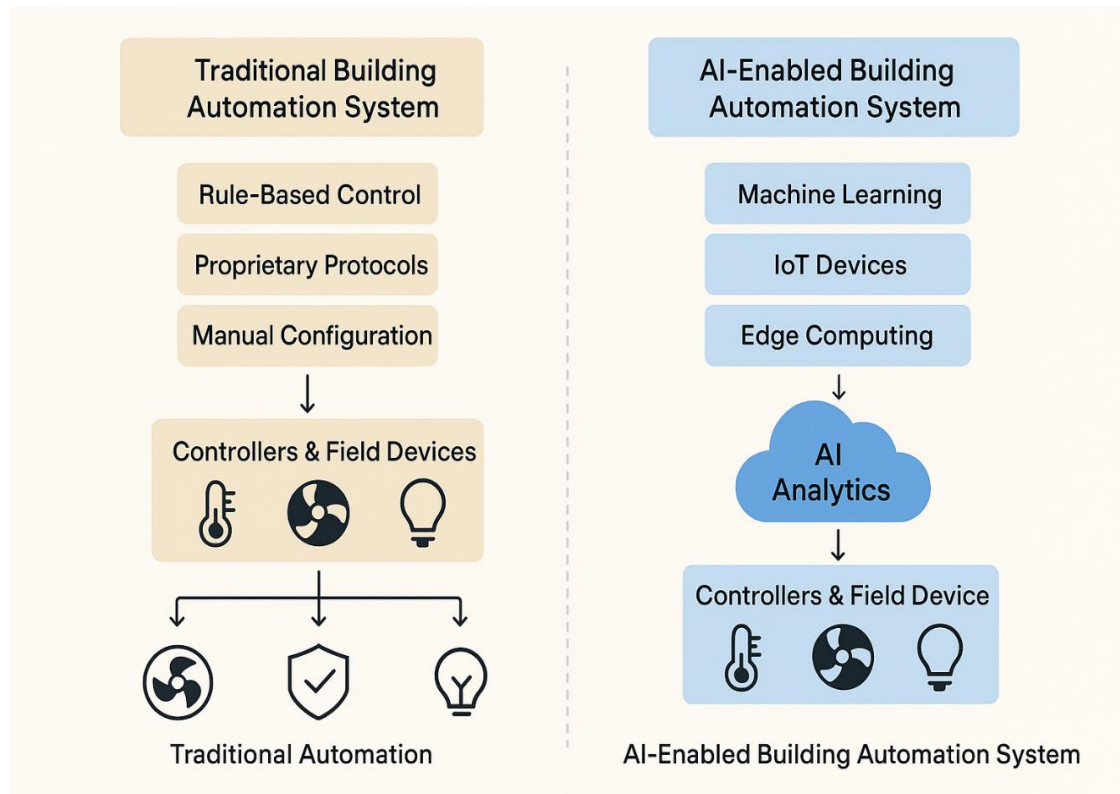 Traditional Building
Automation System
Rule-Based Control
Proprietary Protocols
Manual Configuration
Controllers & Field Devices
Traditional Automation
AI-Enabled Building
Automation System
Machine Learning
IoT Devices
Edge Computing
AI
Analytics
Controllers & Field Device
AI-Enabled Building Automation System